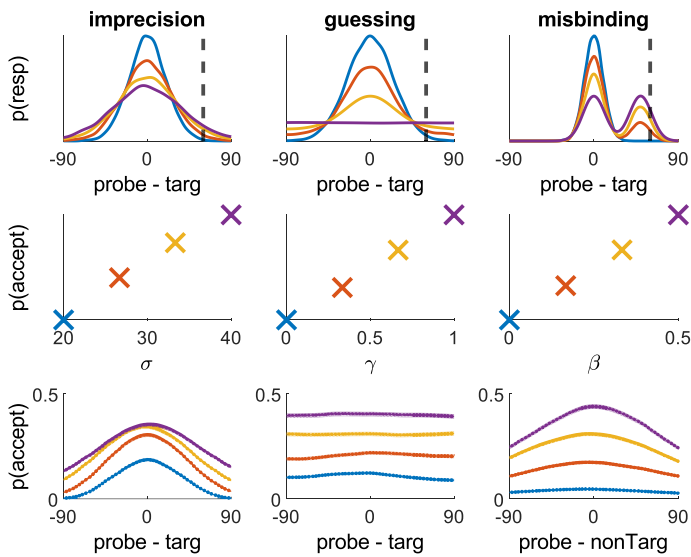 imprecision guessing misbinding
p(resp)
-90 0 90 -90 0 90 -90 0 90
probe - targ probe - targ probe - targ
p(accept)
20 30 40 0 0.5 1 0 0.5
σ γ β
p(accept)
0.5 0.5 0.5
0 0 0
-90 0 90 -90 0 90 -90 0 90
probe - targ probe - targ probe - nonTarg